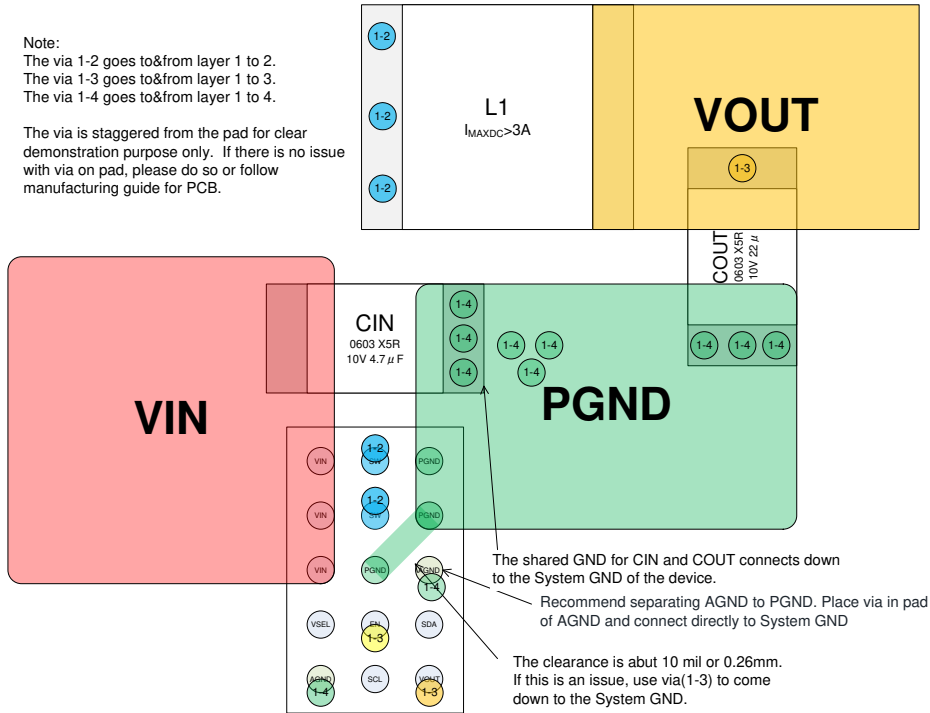 Note:
The via 1-2 goes to&from layer 1 to 2.
The via 1-3 goes to&from layer 1 to 3.
The via 1-4 goes to&from layer 1 to 4.
The via is staggered from the pad for clear
demonstration purpose only. If there is no issue
with via on pad, please do so or follow
manufacturing guide for PCB.
1-2
1-2
1-2
L1
IMAXDC>3A
VOUT
1-3
COUT
0603 X5R
10V 22 μ
1-4 1-4 1-4
CIN
0603 X5R
10V 4.7 μ F
1-4
1-4
1-4
1-4 1-4
1-4
VIN
PGND
VIN 1-2 SW PGND
VIN 1-2 SW PGND
VIN PGND AGND
1-4
VSEL EN SDA
1-3
AGND SCL VOUT
1-4 1-3
The shared GND for CIN and COUT connects down
to the System GND of the device.
Recommend separating AGND to PGND. Place via in pad
of AGND and connect directly to System GND
The clearance is abut 10 mil or 0.26mm.
If this is an issue, use via(1-3) to come
down to the System GND.